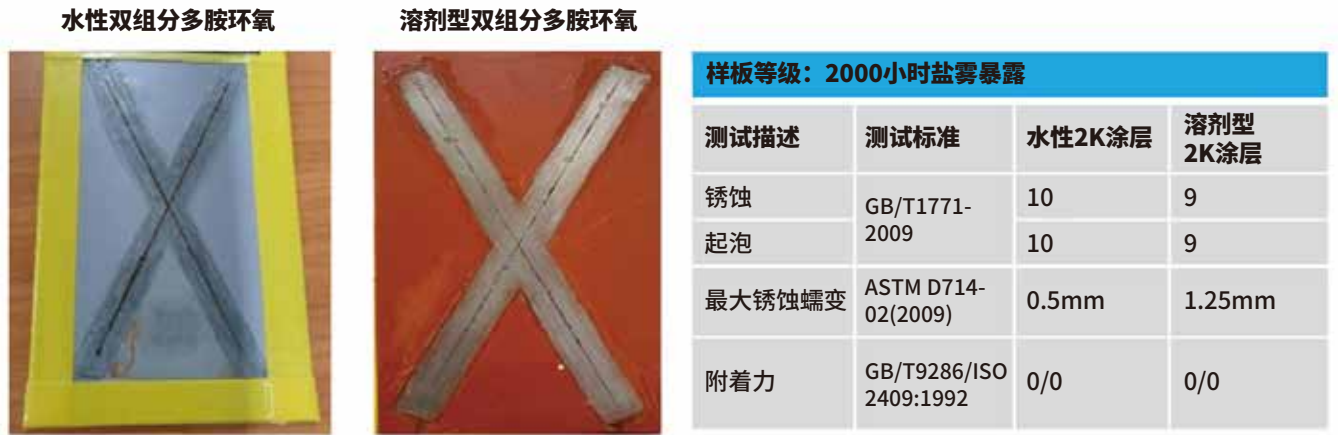 水性双组分多胺环氧
溶剂型双组分多胺环氧
样板等级：2000小时盐雾暴露
测试描述
测试标准
水性2K涂层
溶剂型
2K涂层
锈蚀
GB/T1771-
2009
10
9
起泡
10
9
最大锈蚀蠕变
ASTM D714-
02(2009)
0.5mm
1.25mm
附着力
GB/T9286/ISO
2409:1992
0/0
0/0